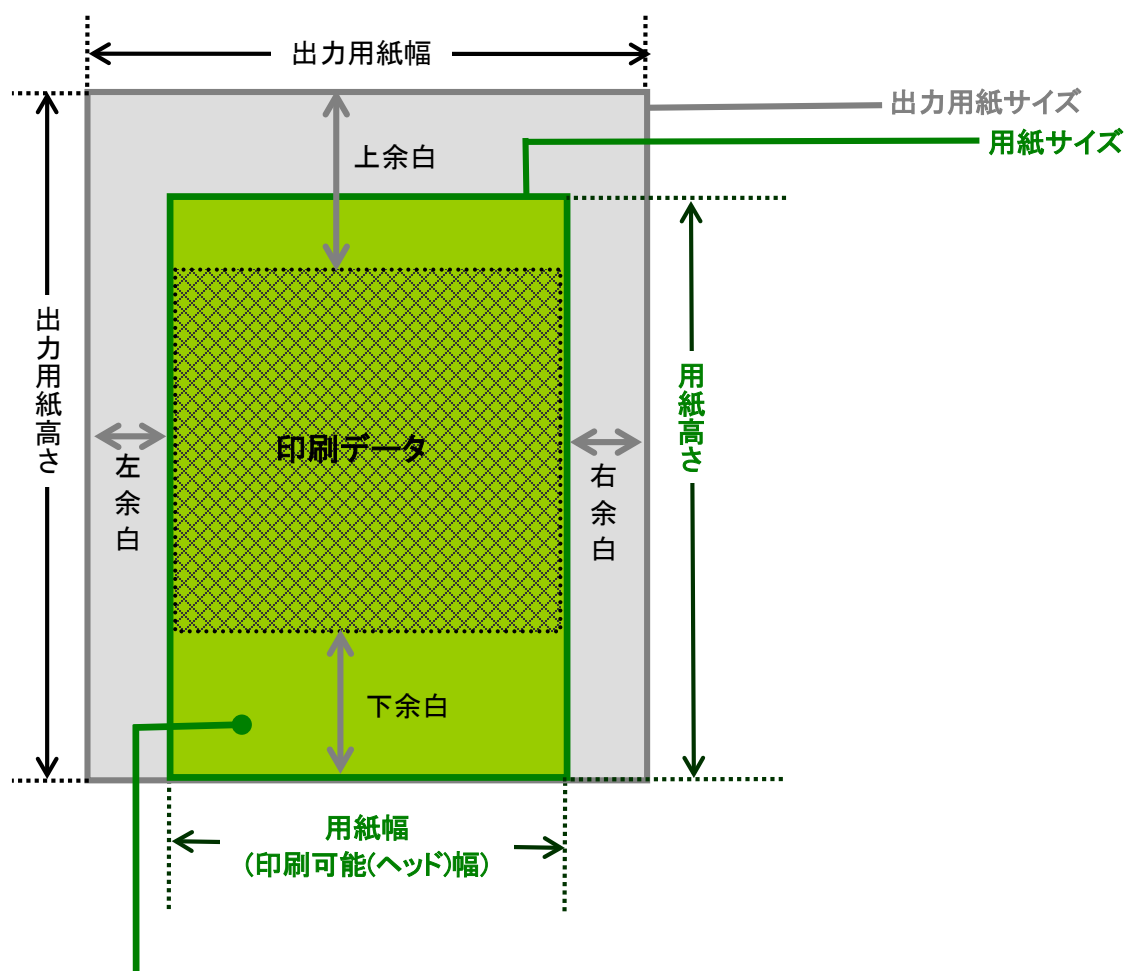 出力用紙幅
出力用紙サイズ
用紙サイズ
上余白
出力用紙高さ
用紙高さ
印刷データ
左余白
右余白
下余白
用紙幅
(印刷可能(ヘッド)幅)